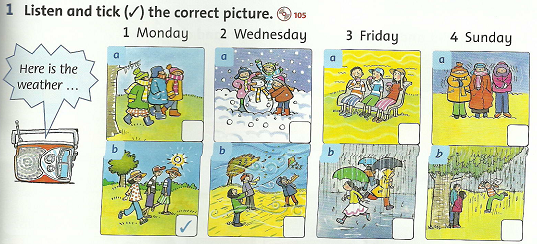 1 Listen and tick (✓) the correct picture. 105
1 Monday 2 Wednesday 3 Friday 4 Sunday
Here is the
weather ...
a a a a
b b b b
✓